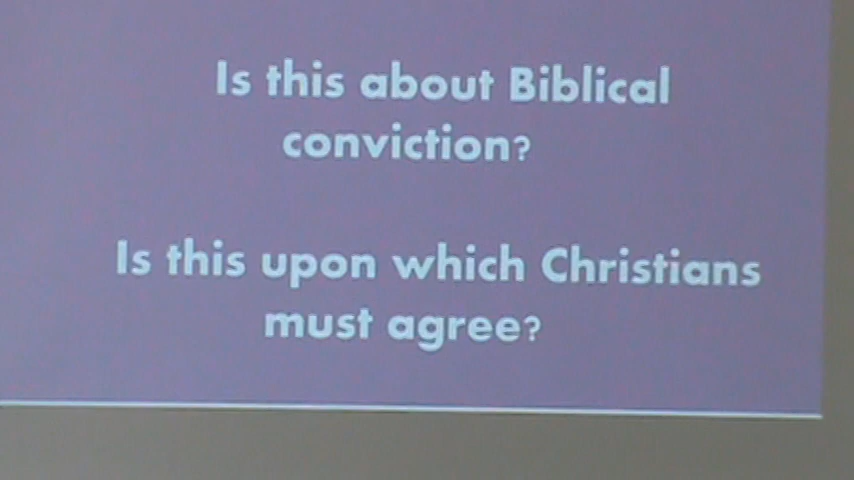 Is this about Biblical
conviction?
Is this upon which Christians
must agree?